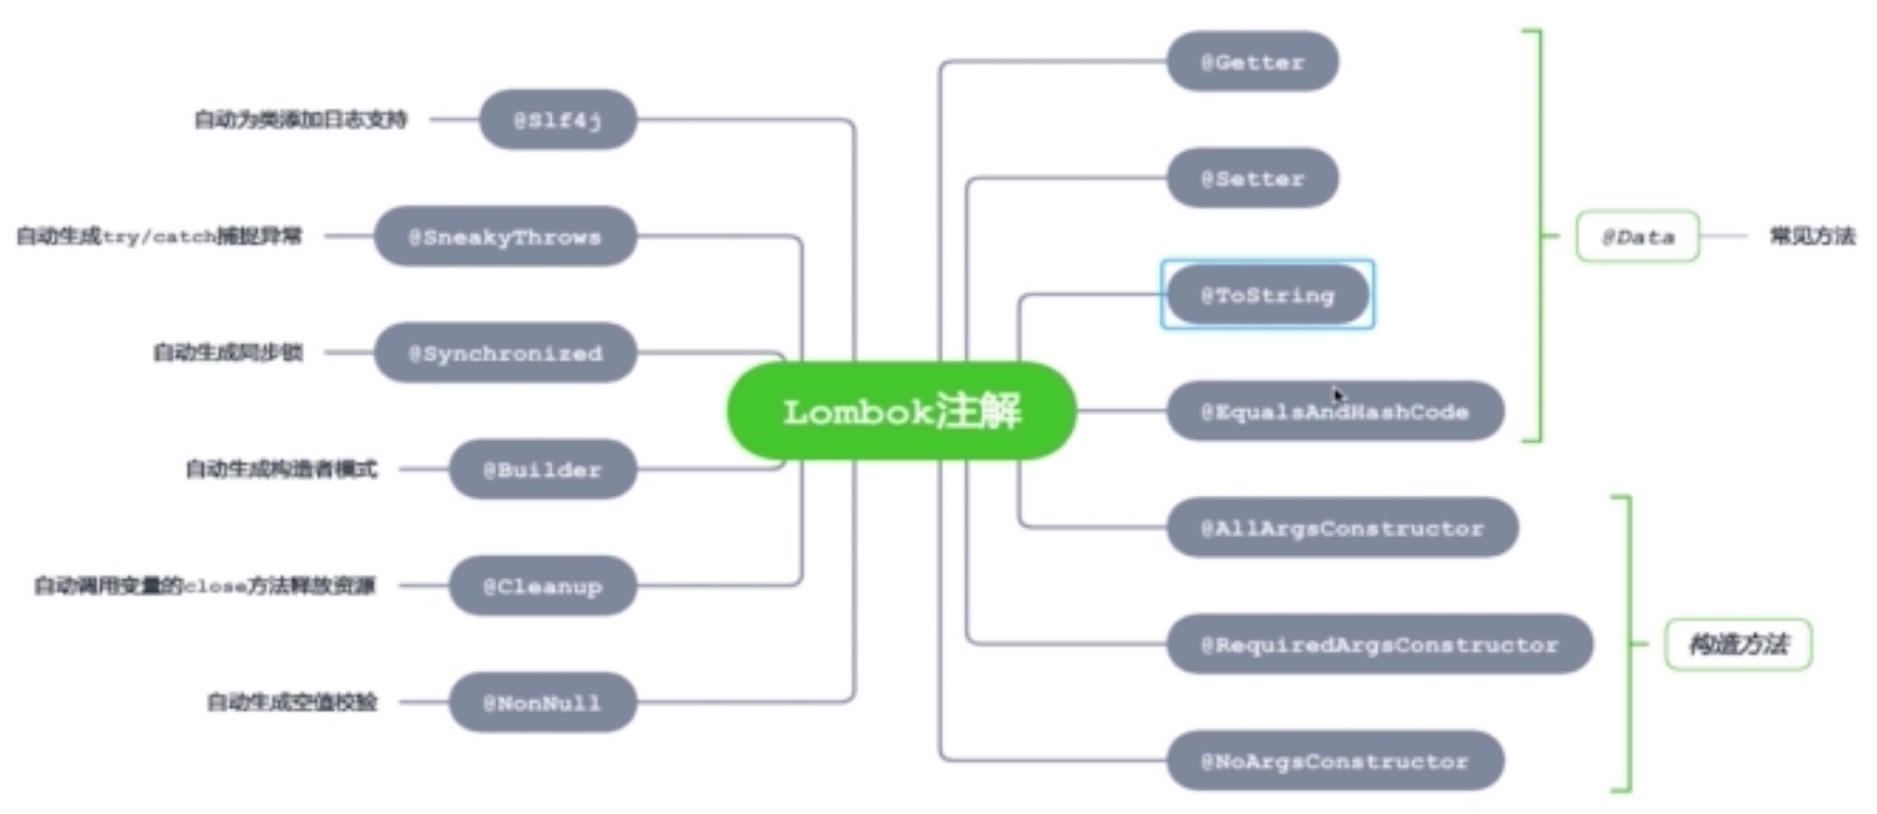 Lombok注解
@Getter
@Setter
@ToString
@EqualsAndHashCode
@Data
常见方法
@AllArgsConstructor
@RequiredArgsConstructor
@NoArgsConstructor
构造方法
@Slf4j
自动为类添加日志支持
@SneakyThrows
自动生成try/catch捕捉异常
@Synchronized
自动生成同步锁
@Builder
自动生成构造者模式
@Cleanup
自动调用变量的close方法释放资源
@NonNull
自动生成空值校验